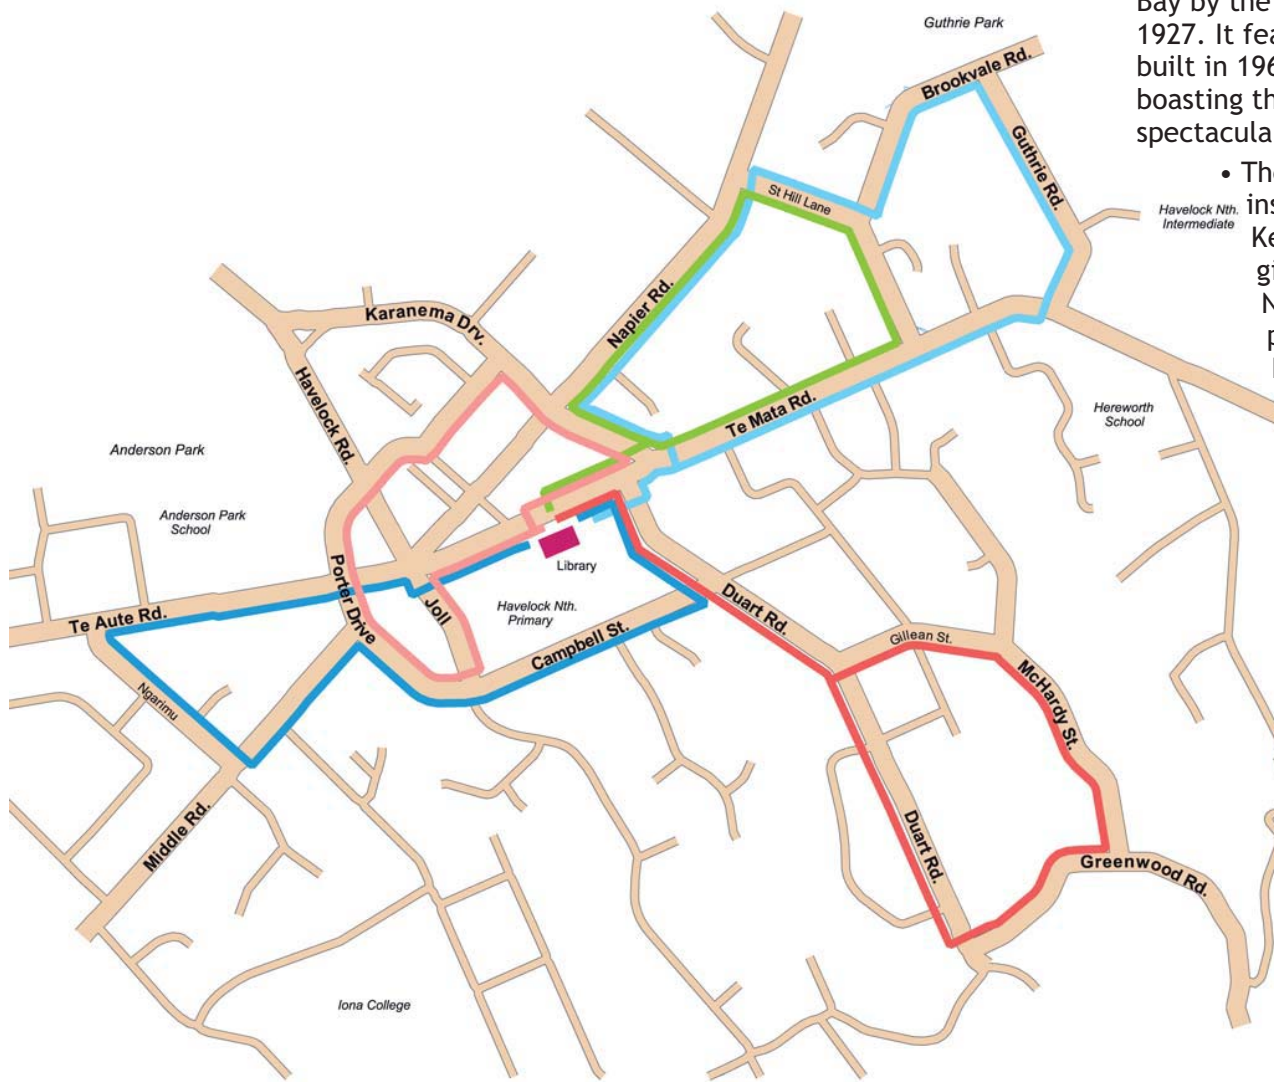 Bay by the
1927. It fea
built in 196
boasting th
spectacula
• The
ins
Ke
gi
N
Guthrie Park
Brookvale Rd.
Guthrie Rd.
St Hill Lane
Havelock Nth.
Intermediate
Napier Rd.
Karanema Drv.
Havelock Rd.
Te Mata Rd.
Hereworth
School
Anderson Park
Anderson Park
School
Library
Porter Drive
Joll
Havelock Nth.
Primary
Te Aute Rd.
Campbell St.
Duart Rd.
Gillean St.
McHardy St.
Ngarimu
Middle Rd.
Duart Rd.
Greenwood Rd.
Iona College